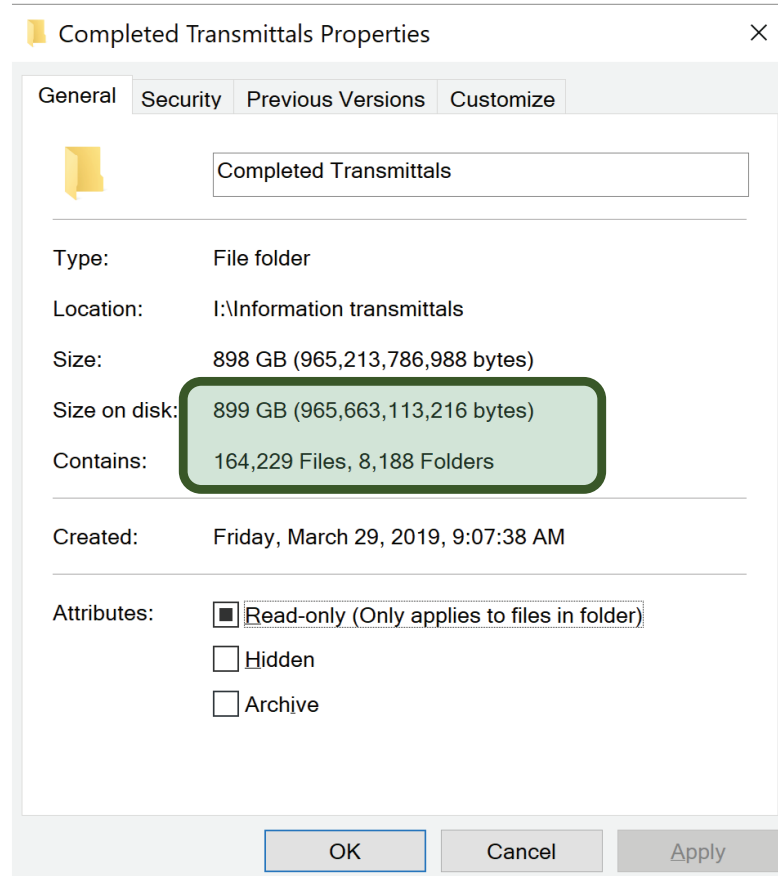 Completed Transmittals Properties
General Security Previous Versions Customize
Completed Transmittals
Type: File folder
Location: I:\Information transmittals
Size: 898 GB (965,213,786,988 bytes)
Size on disk: 899 GB (965,663,113,216 bytes)
Contains: 164,229 Files, 8,188 Folders
Created: Friday, March 29, 2019, 9:07:38 AM
Attributes: Read-only (Only applies to files in folder)
Hidden
Archive
OK Cancel Apply